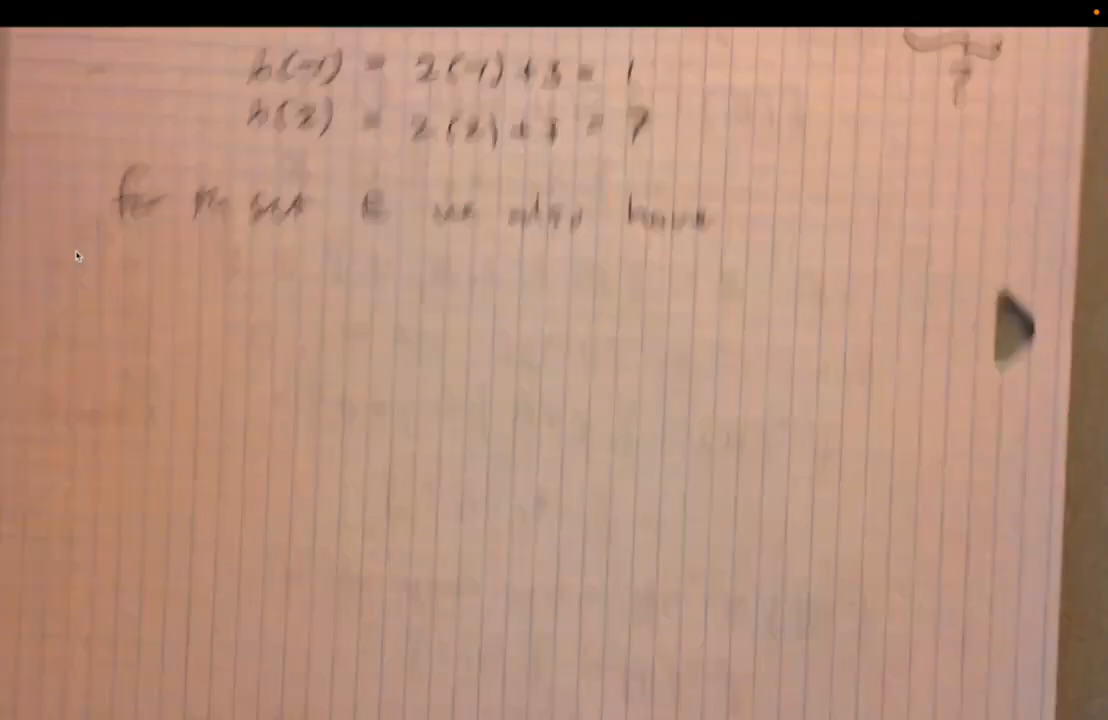 h(-1) = 2(-1) + 3 = 1
h(2) = 2(2) + 3 = 7
for the set B we also have
?